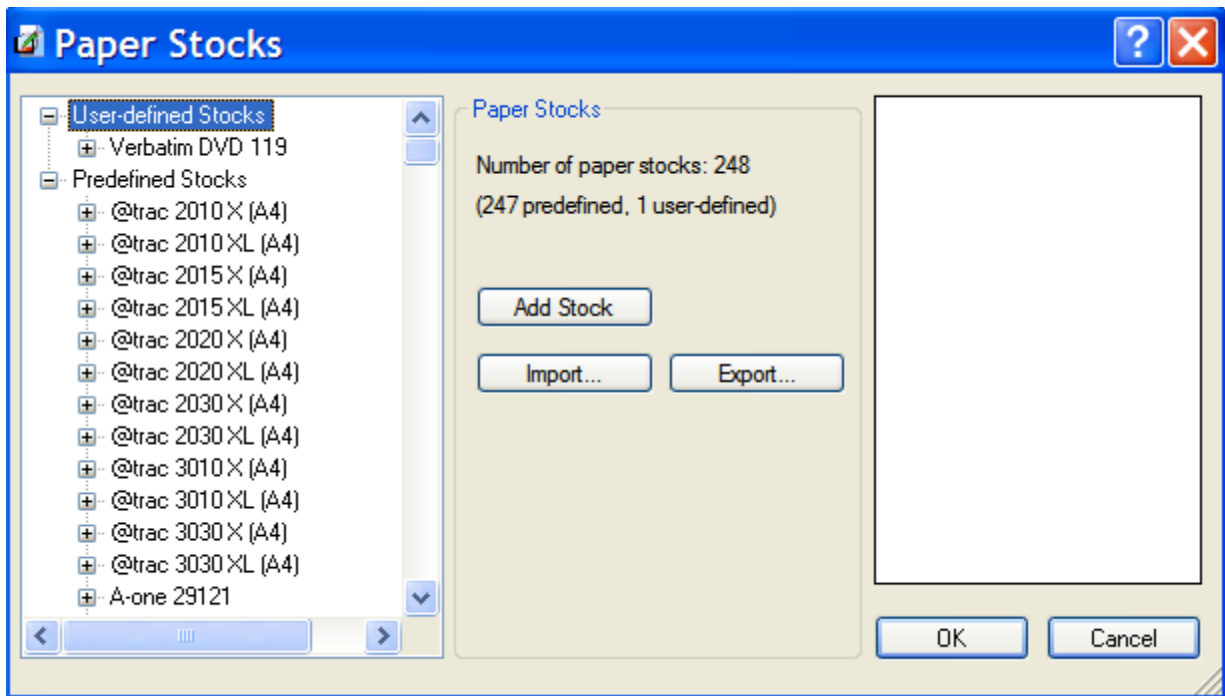 Paper Stocks
User-defined Stocks
Verbatim DVD 119
Predefined Stocks
@trac 2010 X (A4)
@trac 2010 XL (A4)
@trac 2015 X (A4)
@trac 2015 XL (A4)
@trac 2020 X (A4)
@trac 2020 XL (A4)
@trac 2030 X (A4)
@trac 2030 XL (A4)
@trac 3010 X (A4)
@trac 3010 XL (A4)
@trac 3030 X (A4)
@trac 3030 XL (A4)
A-one 29121
Paper Stocks
Number of paper stocks: 248
(247 predefined, 1 user-defined)
Add Stock
Import... Export...
OK Cancel